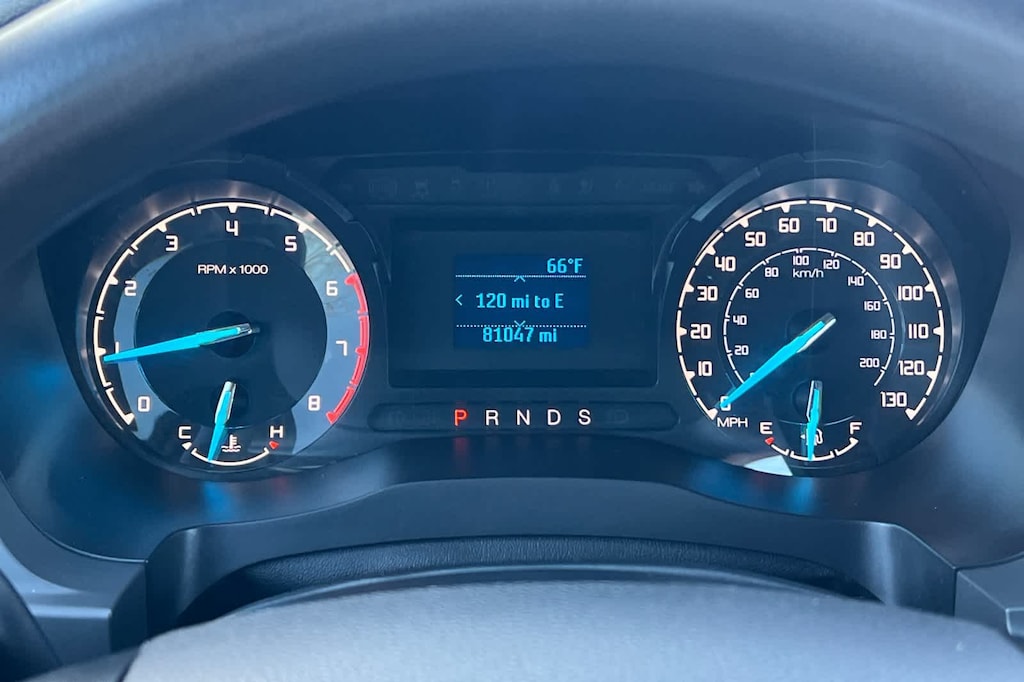 0 1 2 3 4 5 6 7 8
RPM x 1000
C H
66°F
< 120 mi to E
81047 mi
P R N D S
0 10 20 30 40 50 60 70 80 90 100 110 120 130
MPH
20 40 60 80 100 120 140 160 180 200
km/h
E F